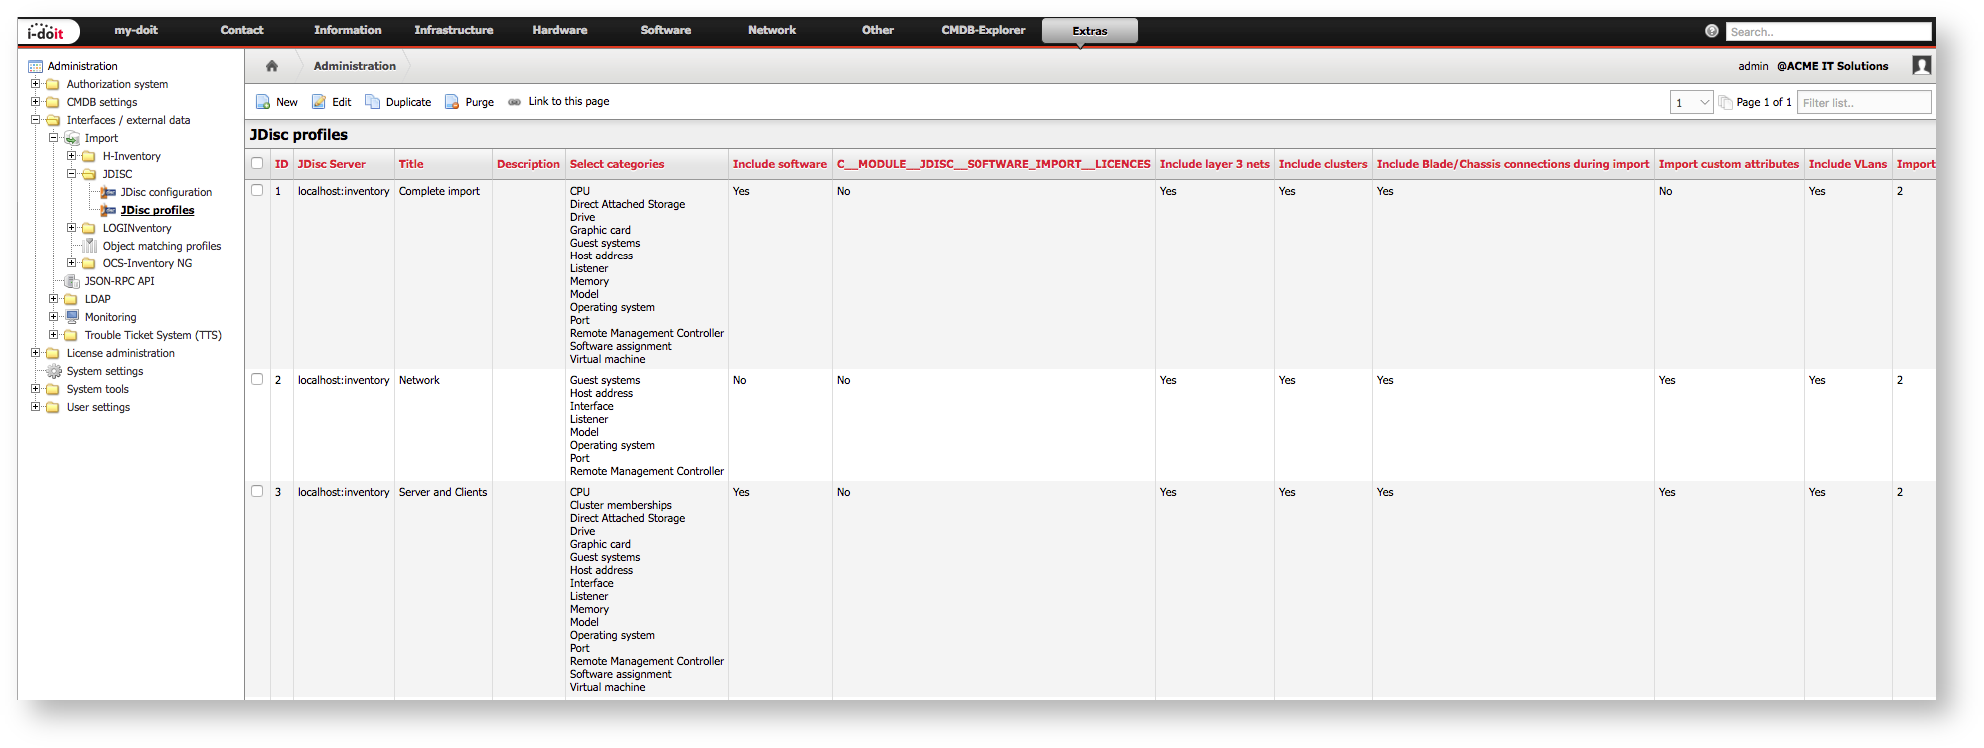 i-doit my-doit Contact Information Infrastructure Hardware Software Network Other CMDB-Explorer Extras ? Search..
Administration
Authorization system
CMDB settings
Interfaces / external data
Import
H-Inventory
JDISC
JDisc configuration
JDisc profiles
LOGINventory
Object matching profiles
OCS-Inventory NG
JSON-RPC API
LDAP
Monitoring
Trouble Ticket System (TTS)
License administration
System settings
System tools
User settings
Administration admin @ACME IT Solutions
New Edit Duplicate Purge Link to this page 1 Page 1 of 1 Filter list..
JDisc profiles
ID JDisc Server Title Description Select categories Include software C__MODULE__JDISC__S0FTWARE_IMPORT__LICENCES Include layer 3 nets Include clusters Include Blade/Chassis connections during import Import custom attributes Include VLans Import
1 localhost:inventory Complete import CPU Yes No Yes Yes Yes No Yes 2
Direct Attached Storage
Drive
Graphic card
Guest systems
Host address
Listener
Memory
Model
Operating system
Port
Remote Management Controller
Software assignment
Virtual machine
2 localhost:inventory Network Guest systems No No Yes Yes Yes Yes Yes 2
Host address
Interface
Listener
Model
Operating system
Port
Remote Management Controller
3 localhost:inventory Server and Clients CPU Yes No Yes Yes Yes Yes Yes 2
Cluster memberships
Direct Attached Storage
Drive
Graphic card
Guest systems
Host address
Interface
Listener
Memory
Model
Operating system
Port
Remote Management Controller
Software assignment
Virtual machine